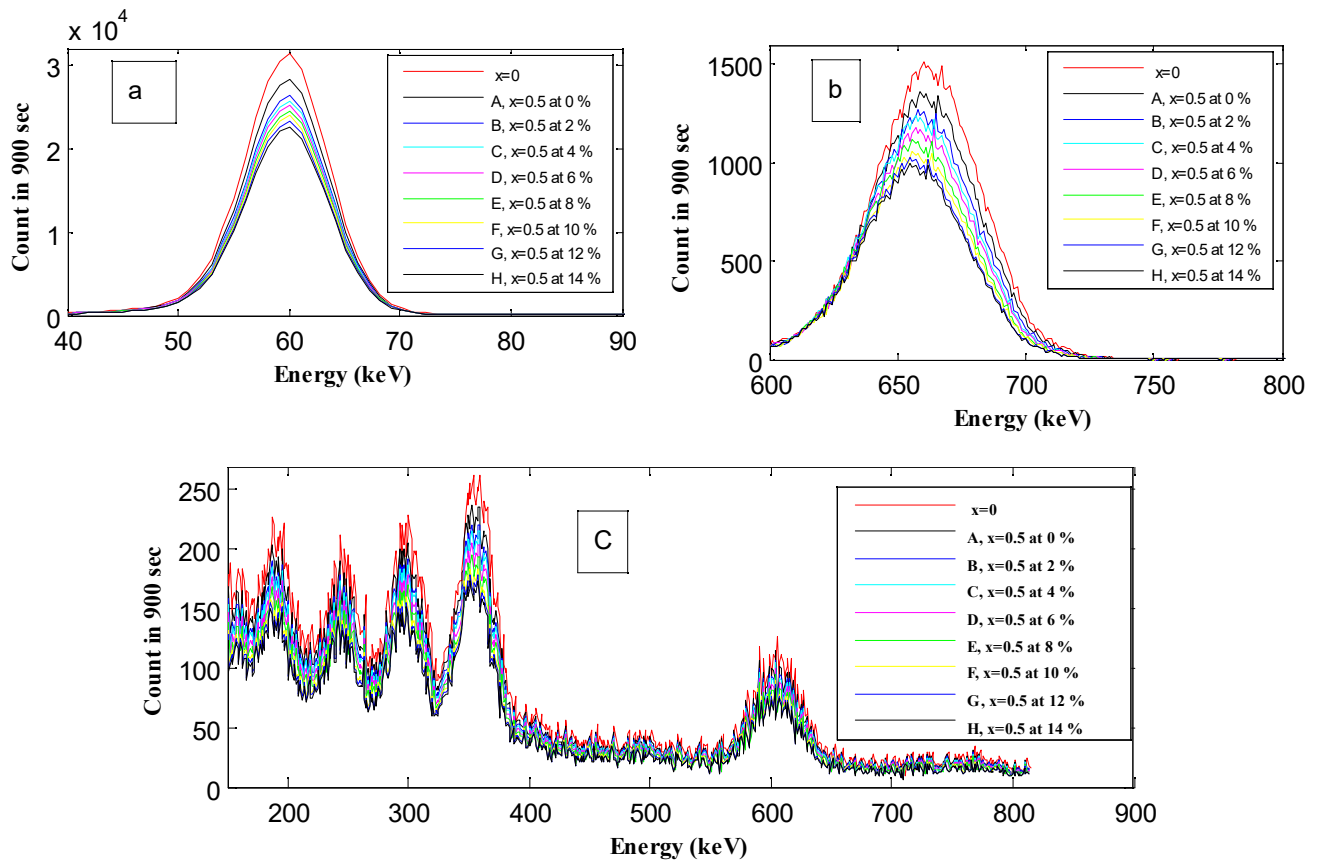 x 10⁴
a
3
2
1
0
40 50 60 70 80 90
Count in 900 sec
Energy (keV)
x=0
A, x=0.5 at 0 %
B, x=0.5 at 2 %
C, x=0.5 at 4 %
D, x=0.5 at 6 %
E, x=0.5 at 8 %
F, x=0.5 at 10 %
G, x=0.5 at 12 %
H, x=0.5 at 14 %
b
1500
1000
500
0
600 650 700 750 800
Count in 900 sec
Energy (keV)
x=0
A, x=0.5 at 0 %
B, x=0.5 at 2 %
C, x=0.5 at 4 %
D, x=0.5 at 6 %
E, x=0.5 at 8 %
F, x=0.5 at 10 %
G, x=0.5 at 12 %
H, x=0.5 at 14 %
C
250
200
150
100
50
0
200 300 400 500 600 700 800 900
Count in 900 sec
Energy (keV)
x=0
A, x=0.5 at 0 %
B, x=0.5 at 2 %
C, x=0.5 at 4 %
D, x=0.5 at 6 %
E, x=0.5 at 8 %
F, x=0.5 at 10 %
G, x=0.5 at 12 %
H, x=0.5 at 14 %